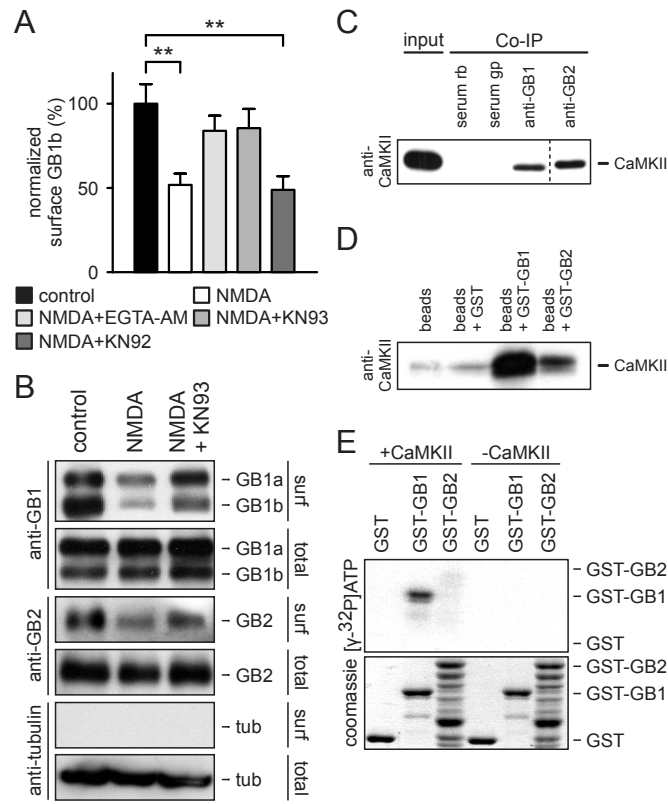 A
** **
normalized
surface GB1b (%)
100
50
0
control
NMDA
NMDA+EGTA-AM
NMDA+KN93
NMDA+KN92
B
control
NMDA
NMDA
+ KN93
anti-GB1
GB1a
GB1b
surf
GB1a
GB1b
total
anti-GB2
GB2
surf
GB2
total
anti-tubulin
tub
surf
tub
total
C
input
Co-IP
serum rb
serum gp
anti-GB1
anti-GB2
anti-
CaMKII
CaMKII
D
beads
beads
+ GST
beads
+ GST-GB1
beads
+ GST-GB2
anti-
CaMKII
CaMKII
E
+CaMKII
-CaMKII
GST
GST-GB1
GST-GB2
GST
GST-GB1
GST-GB2
[γ-³²P]ATP
GST-GB2
GST-GB1
GST
coomassie
GST-GB2
GST-GB1
GST